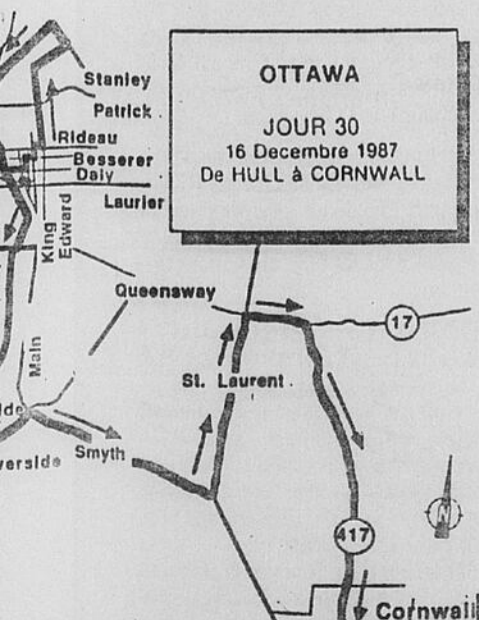 OTTAWA
JOUR 30
16 Decembre 1987
De HULL à CORNWALL
Stanley
Patrick
Rideau
Besserer
Daly
Laurier
King
Edward
Queensway
17
Main
St. Laurent
Smyth
N
417
Cornwall